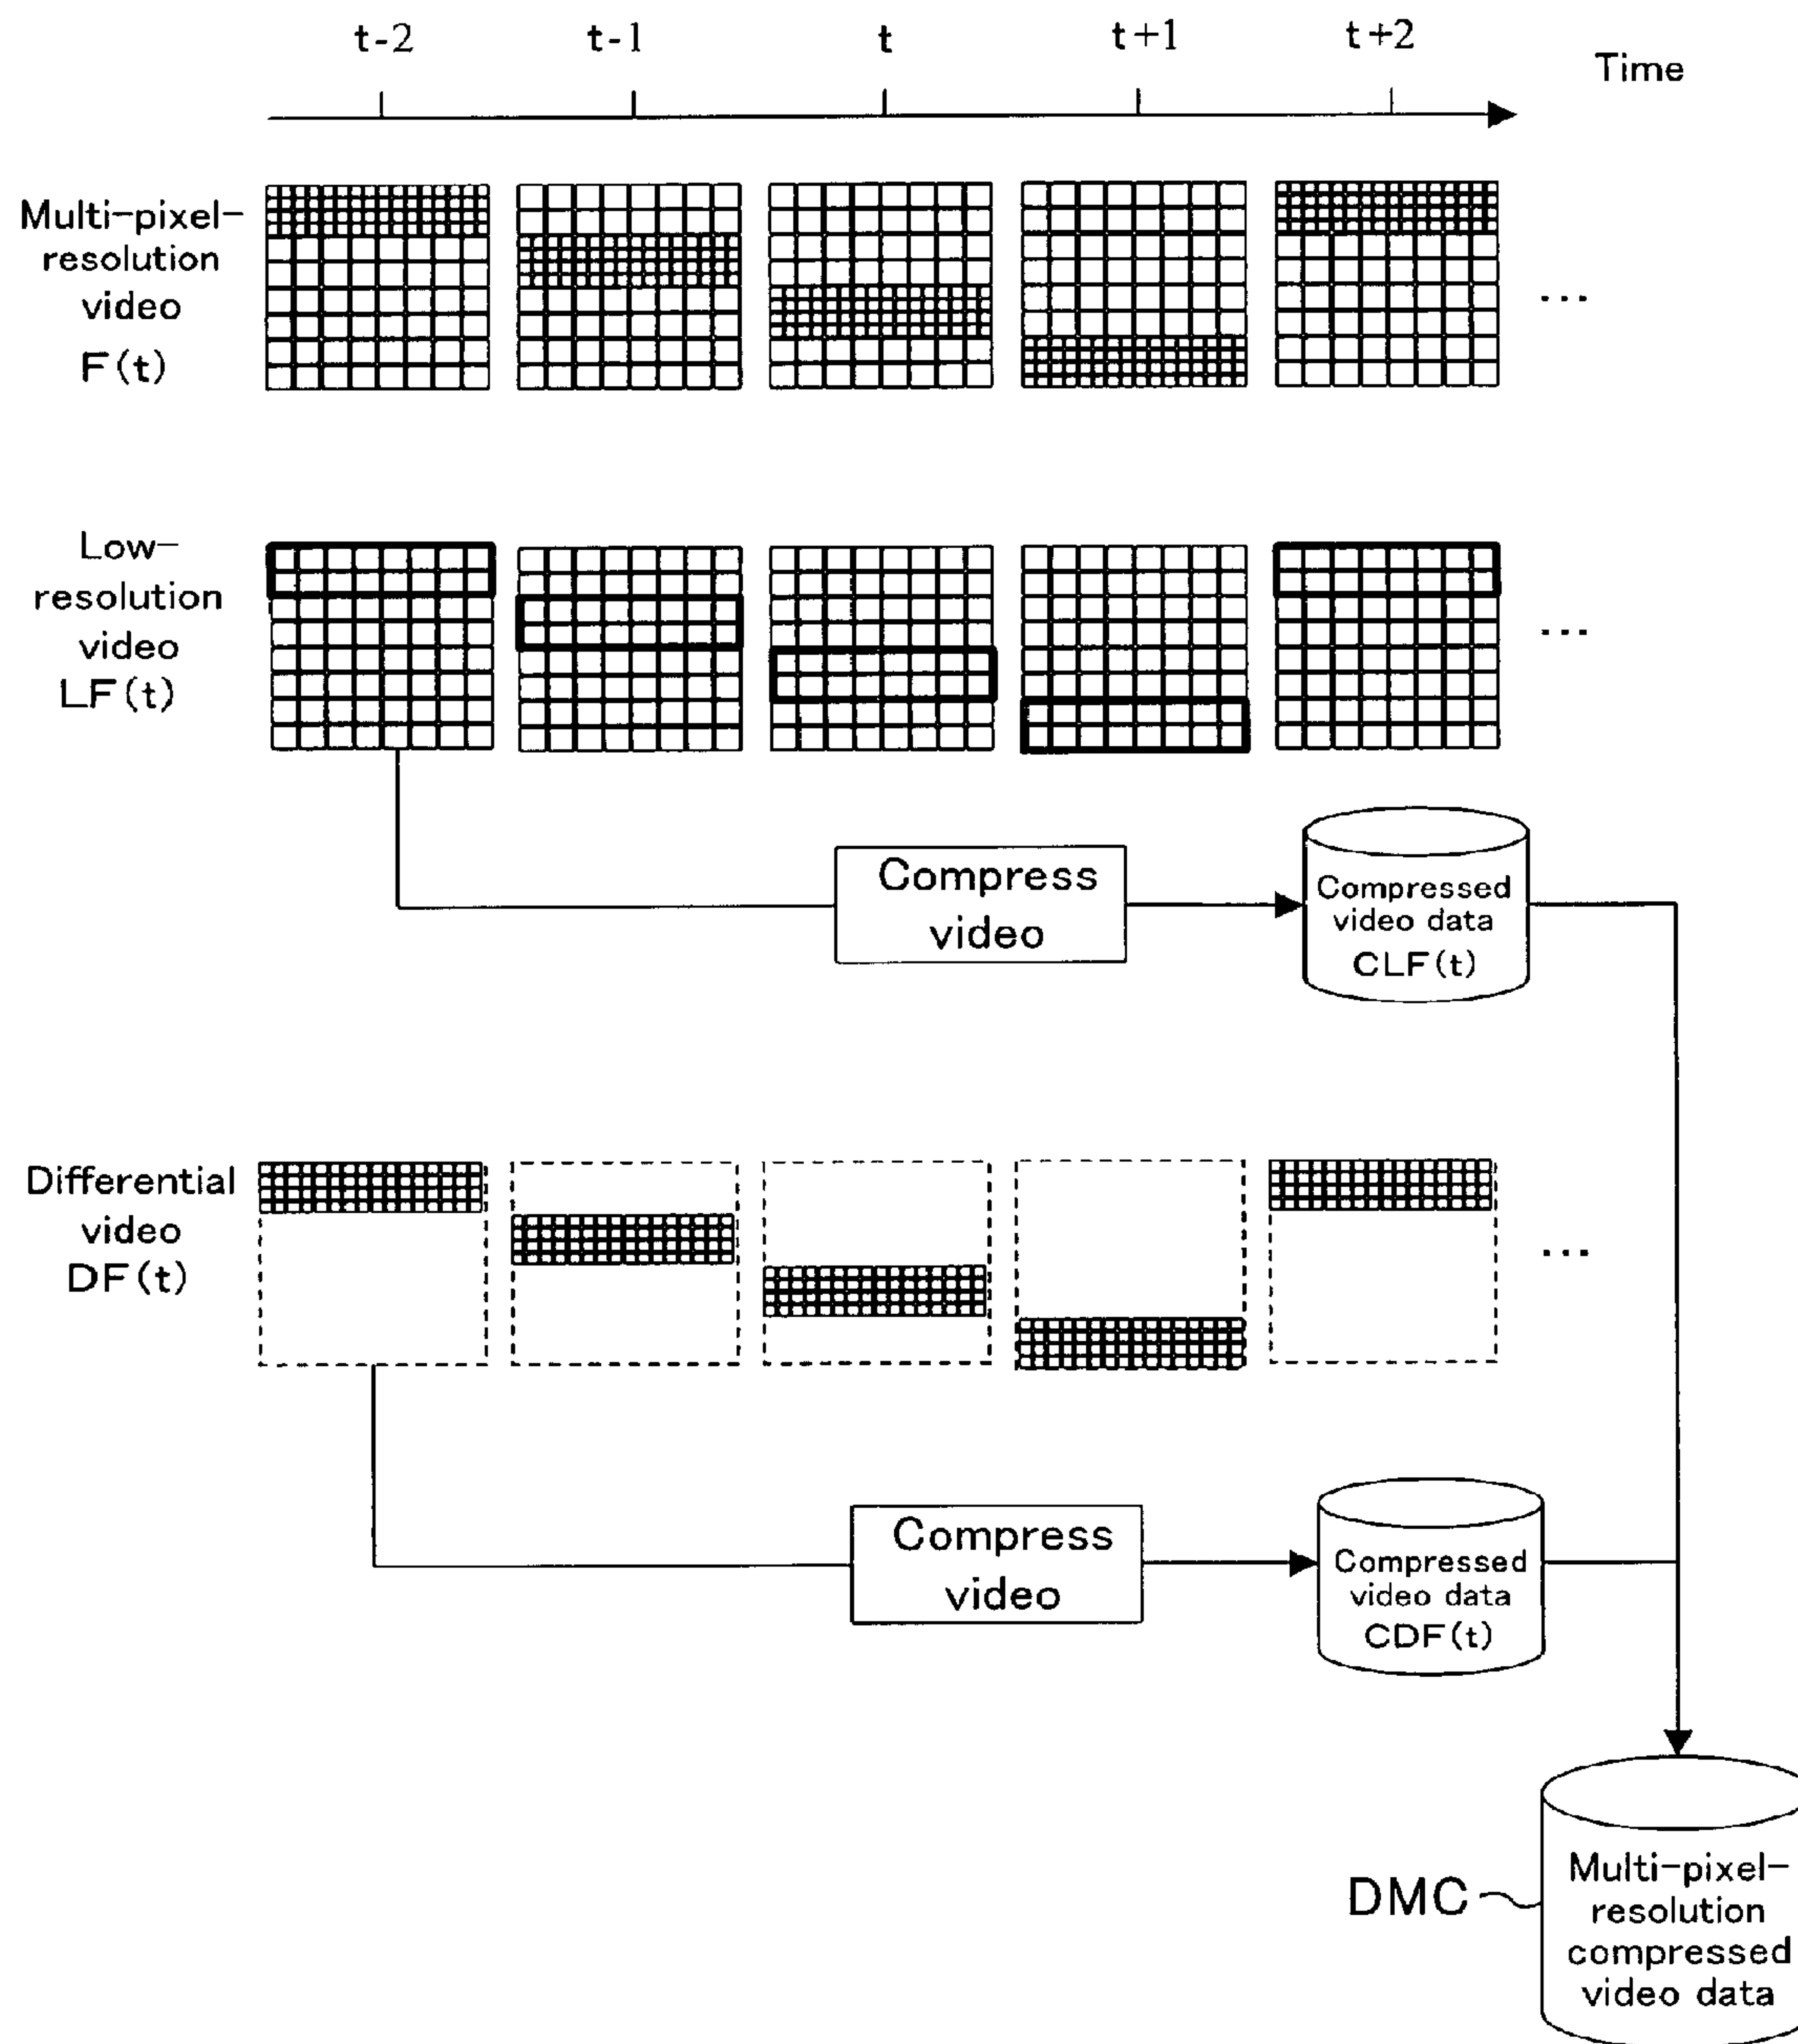 t-2 t-1 t t+1 t+2
Time
Multi-pixel-
resolution
video
F(t)
...
Low-
resolution
video
LF(t)
...
Compress
video
Compressed
video data
CLF(t)
Differential
video
DF(t)
...
Compress
video
Compressed
video data
CDF(t)
DMC
Multi-pixel-
resolution
compressed
video data